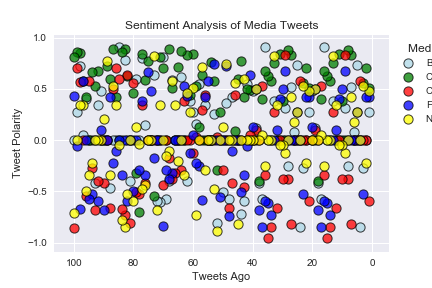 Sentiment Analysis of Media Tweets
1.0
0.5
0.0
−0.5
−1.0
Tweet Polarity
100 80 60 40 20 0
Tweets Ago
Med
B
C
C
F
N